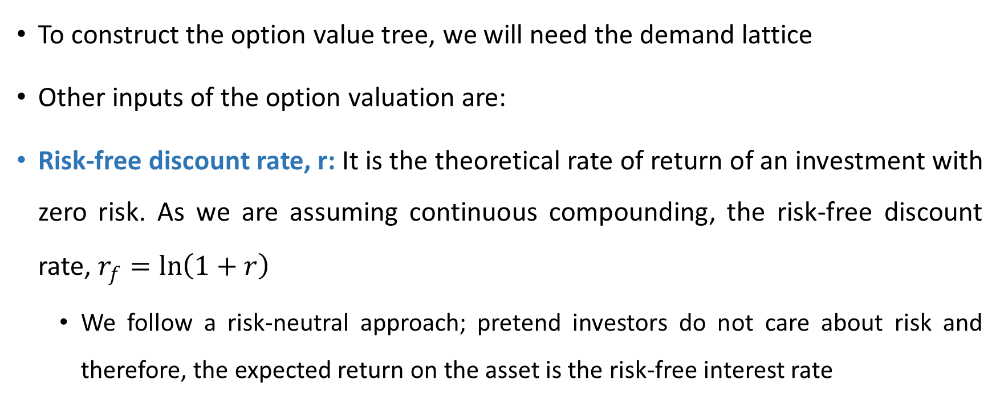 • To construct the option value tree, we will need the demand lattice
• Other inputs of the option valuation are:
• Risk-free discount rate, r: It is the theoretical rate of return of an investment with
zero risk. As we are assuming continuous compounding, the risk-free discount
rate, r_f = ln(1 + r)
• We follow a risk-neutral approach; pretend investors do not care about risk and
therefore, the expected return on the asset is the risk-free interest rate